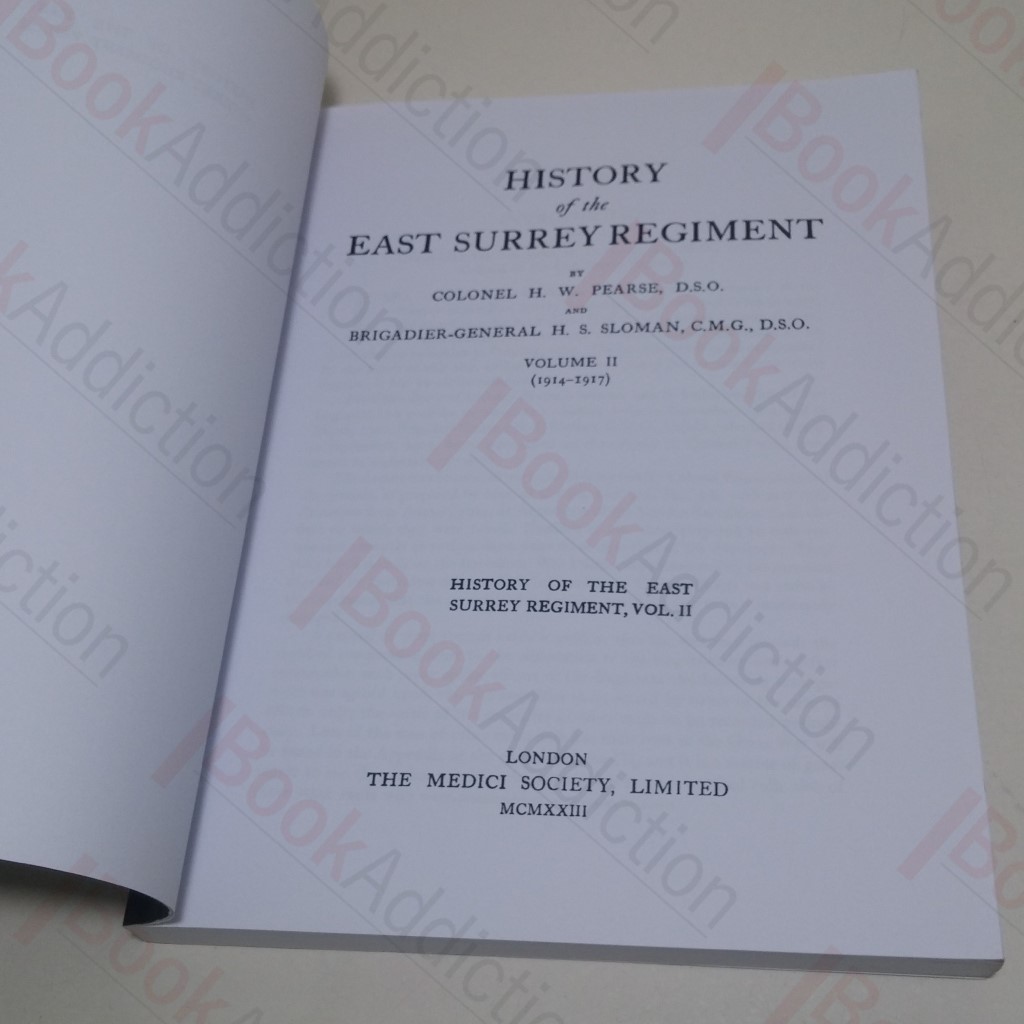 HISTORY
of the
EAST SURREY REGIMENT
BY
COLONEL H. W. PEARSE, D.S.O.
AND
BRIGADIER-GENERAL H. S. SLOMAN, C.M.G., D.S.O.
VOLUME II
(1914–1917)
HISTORY OF THE EAST
SURREY REGIMENT, VOL. II
LONDON
THE MEDICI SOCIETY, LIMITED
MCMXXIII
BookAddiction